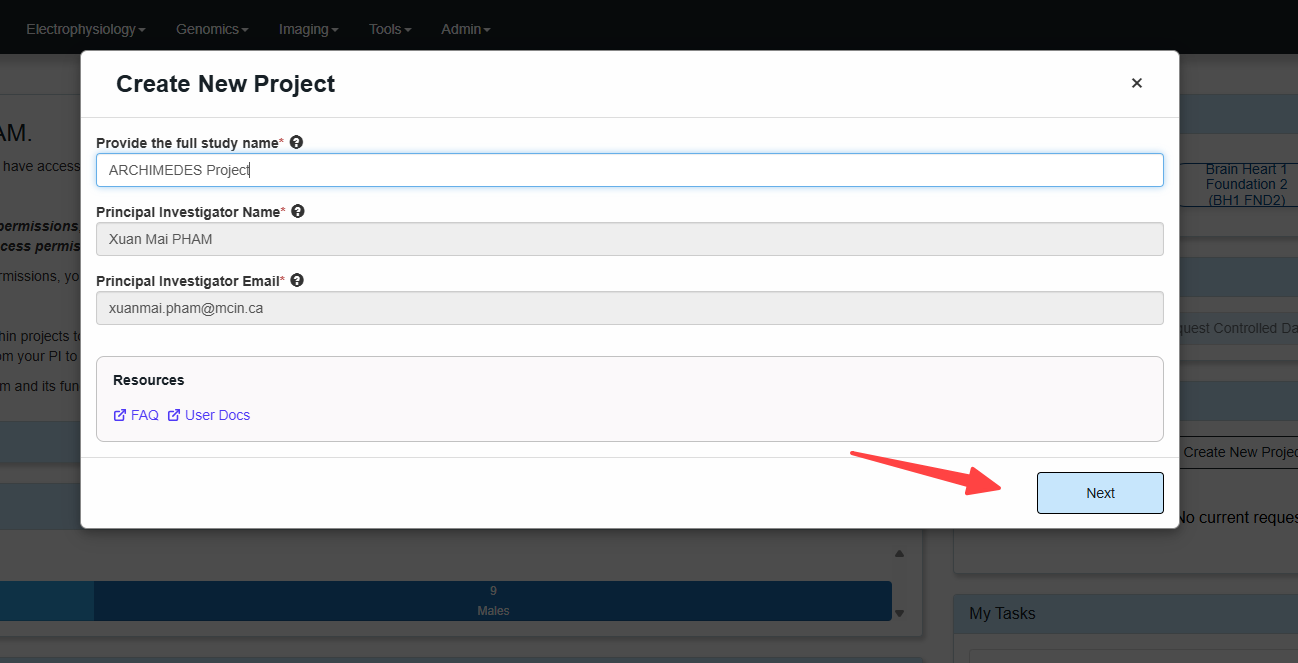 Electrophysiology Genomics Imaging Tools Admin
Create New Project
×
AM.
have access
permissions,
cess permis
rmissions, yo
hin projects to
om your PI to
m and its fun
Provide the full study name*
ARCHIMEDES Project
Principal Investigator Name*
Xuan Mai PHAM
Principal Investigator Email*
xuanmai.pham@mcin.ca
Resources
FAQ User Docs
Next
Brain Heart 1
Foundation 2
(BH1 FND2)
quest Controlled Da
Create New Projec
No current reques
9
Males
My Tasks